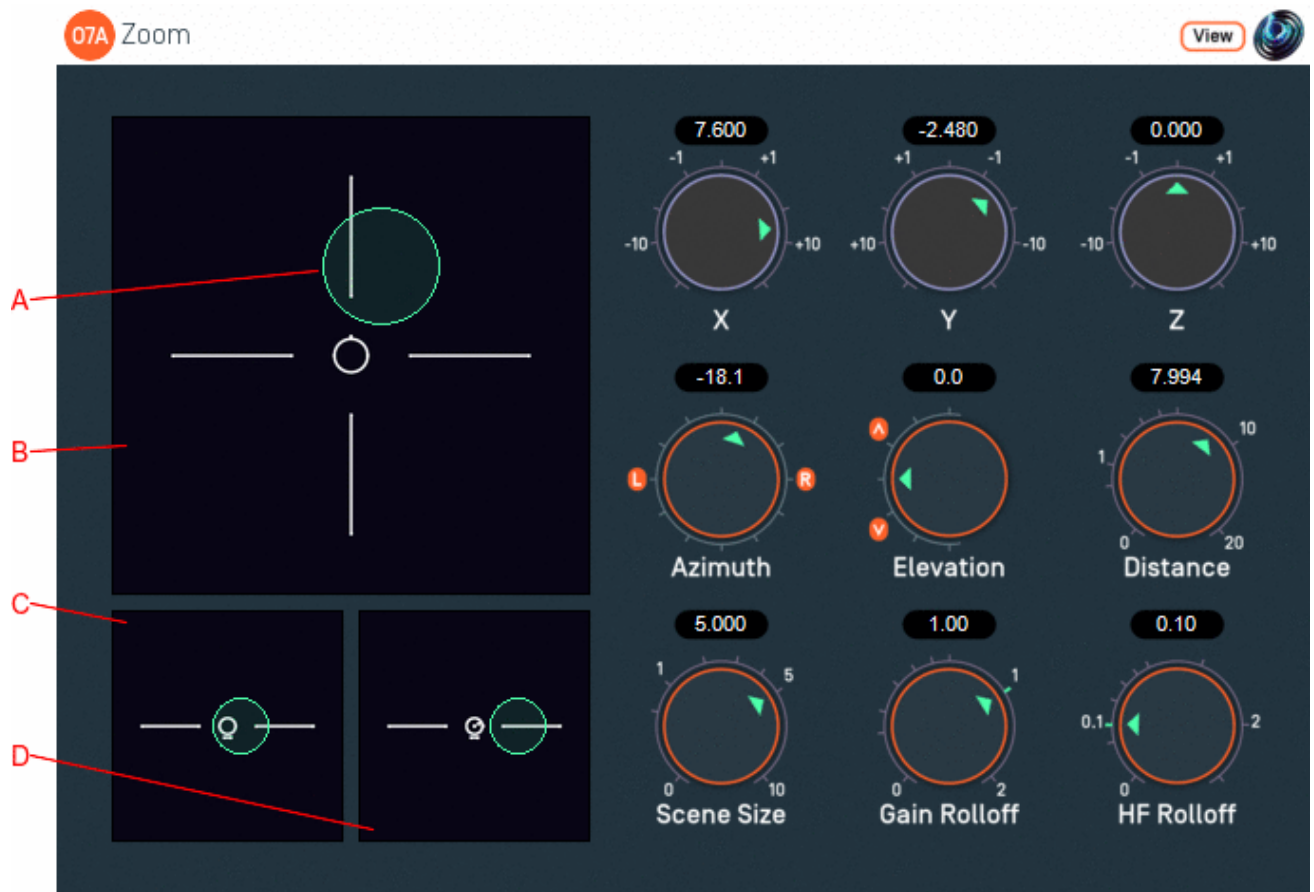 O7A Zoom View
7.600 -2.480 0.000
-1 +1 +1 -1 -1 +1
-10 +10 +10 -10 -10 +10
X Y Z
A
-18.1 0.0 7.994
B
L R Λ V 1 10 0 20
Azimuth Elevation Distance
C
5.000 1.00 0.10
1 5 1 0.1 2
0 10 0 2 0
D
Scene Size Gain Rolloff HF Rolloff